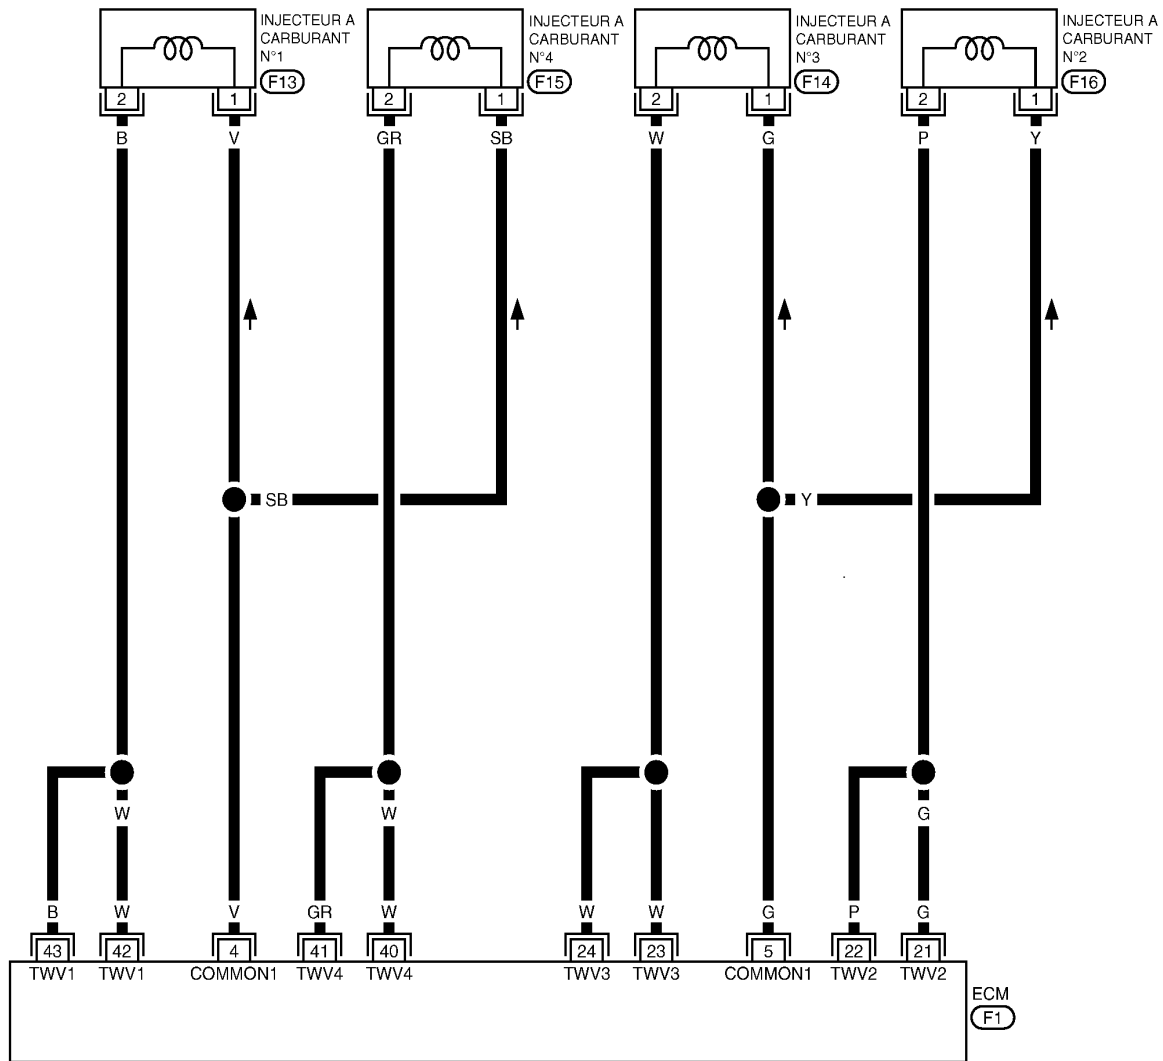 INJECTEUR A
CARBURANT
N°1
F13
INJECTEUR A
CARBURANT
N°4
F15
INJECTEUR A
CARBURANT
N°3
F14
INJECTEUR A
CARBURANT
N°2
F16
2 1 2 1 2 1 2 1
B V GR SB W G P Y
SB Y
W W G
B W V GR W W W G P G
43 42 4 41 40 24 23 5 22 21
TWV1 TWV1 COMMON1 TWV4 TWV4 TWV3 TWV3 COMMON1 TWV2 TWV2
ECM
F1